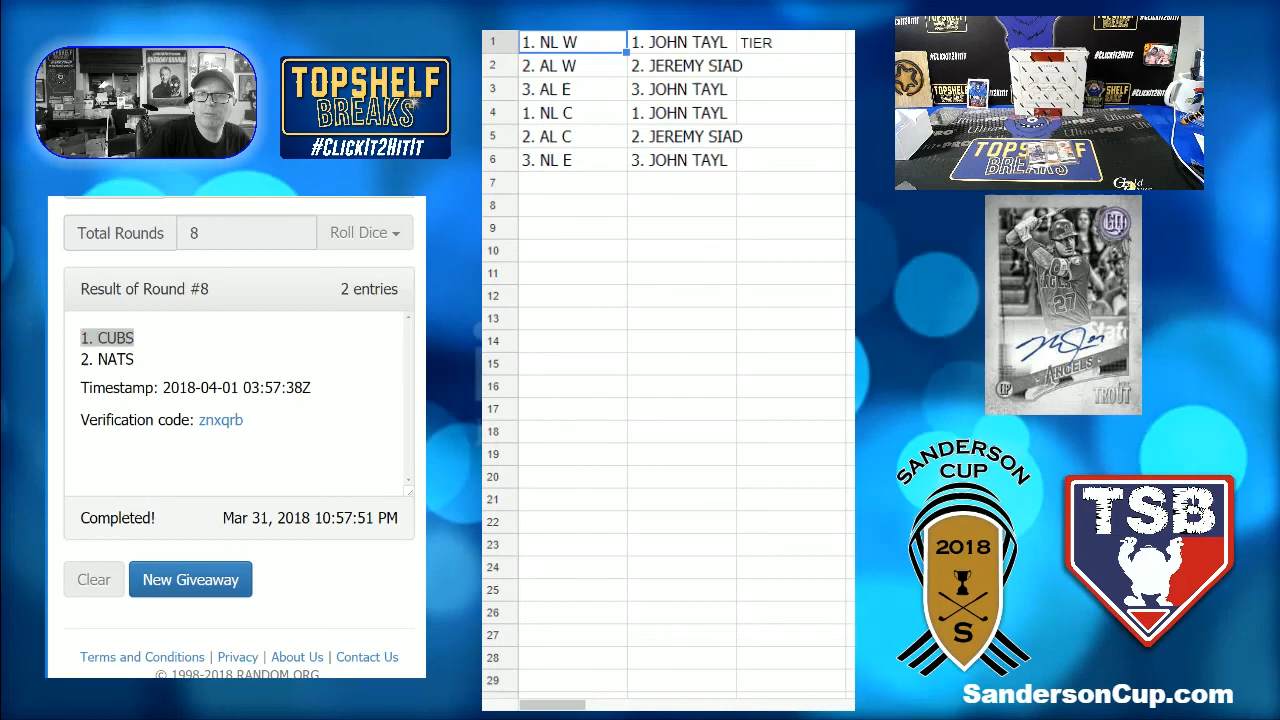 TOPSHELF
BREAKS
#CLICKIT2HITIT
Total Rounds 8 Roll Dice
Result of Round #8 2 entries
1. CUBS
2. NATS
Timestamp: 2018-04-01 03:57:38Z
Verification code: znxqrb
Completed! Mar 31, 2018 10:57:51 PM
Clear New Giveaway
Terms and Conditions | Privacy | About Us | Contact Us
© 1998-2018 RANDOM.ORG
1 1. NL W 1. JOHN TAYL TIER
2 2. AL W 2. JEREMY SIAD
3 3. AL E 3. JOHN TAYL
4 1. NL C 1. JOHN TAYL
5 2. AL C 2. JEREMY SIAD
6 3. NL E 3. JOHN TAYL
7
8
9
10
11
12
13
14
15
16
17
18
19
20
21
22
23
24
25
26
27
28
29
#CLICKIT2HITIT
TOPSHELF
BREAKS
27
ANGELS
TROUT
SANDERSON
CUP
2018
S
TSB
SandersonCup.com